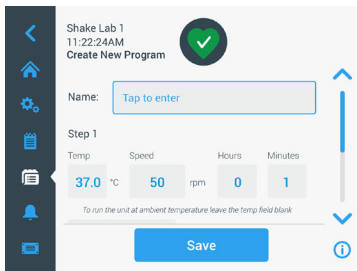 Shake Lab 1
11:22:24AM
Create New Program
Name: Tap to enter
Step 1
Temp Speed Hours Minutes
37.0 °C 50 rpm 0 1
To run the unit at ambient temperature leave the temp field blank
Save